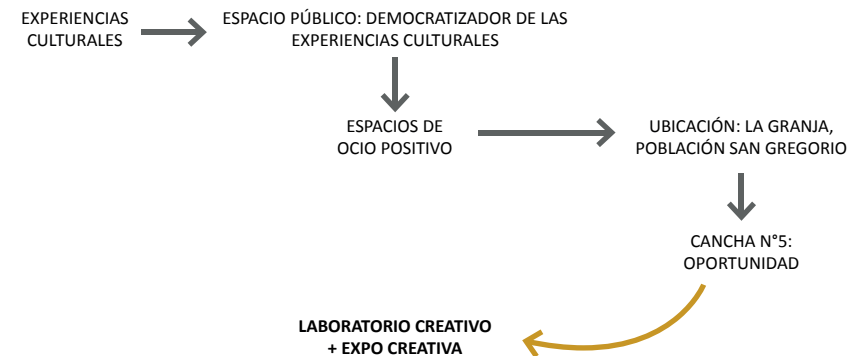 EXPERIENCIAS
CULTURALES
ESPACIO PÚBLICO: DEMOCRATIZADOR DE LAS
EXPERIENCIAS CULTURALES
ESPACIOS DE
OCIO POSITIVO
UBICACIÓN: LA GRANJA,
POBLACIÓN SAN GREGORIO
CANCHA N°5:
OPORTUNIDAD
LABORATORIO CREATIVO
+ EXPO CREATIVA